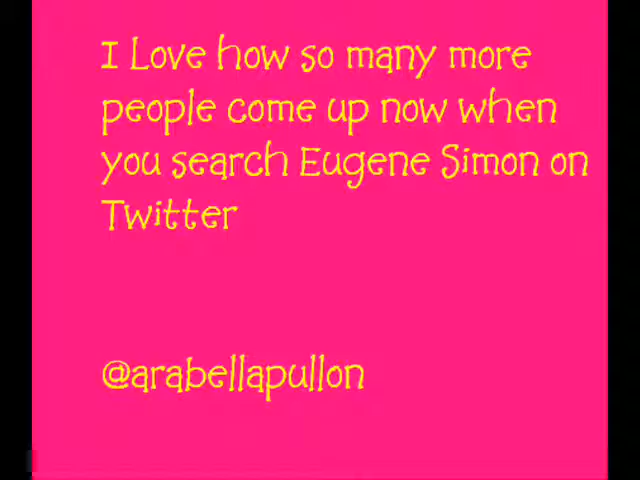 I Love how so many more
people come up now when
you search Eugene Simon on
Twitter
@arabellapullon